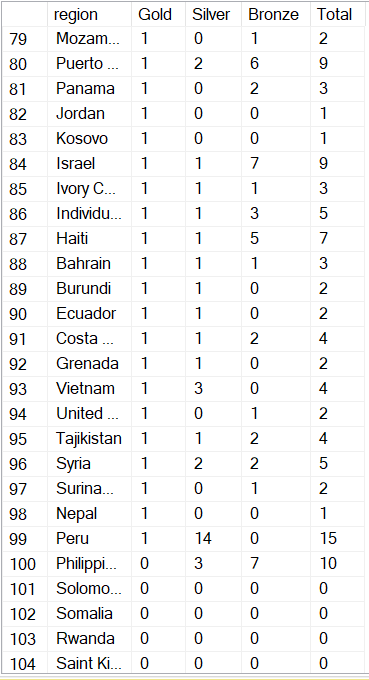 region Gold Silver Bronze Total
79 Mozam... 1 0 1 2
80 Puerto ... 1 2 6 9
81 Panama 1 0 2 3
82 Jordan 1 0 0 1
83 Kosovo 1 0 0 1
84 Israel 1 1 7 9
85 Ivory C... 1 1 1 3
86 Individu... 1 1 3 5
87 Haiti 1 1 5 7
88 Bahrain 1 1 1 3
89 Burundi 1 1 0 2
90 Ecuador 1 1 0 2
91 Costa ... 1 1 2 4
92 Grenada 1 1 0 2
93 Vietnam 1 3 0 4
94 United ... 1 0 1 2
95 Tajikistan 1 1 2 4
96 Syria 1 2 2 5
97 Surina... 1 0 1 2
98 Nepal 1 0 0 1
99 Peru 1 14 0 15
100 Philippi... 0 3 7 10
101 Solomo... 0 0 0 0
102 Somalia 0 0 0 0
103 Rwanda 0 0 0 0
104 Saint Ki... 0 0 0 0